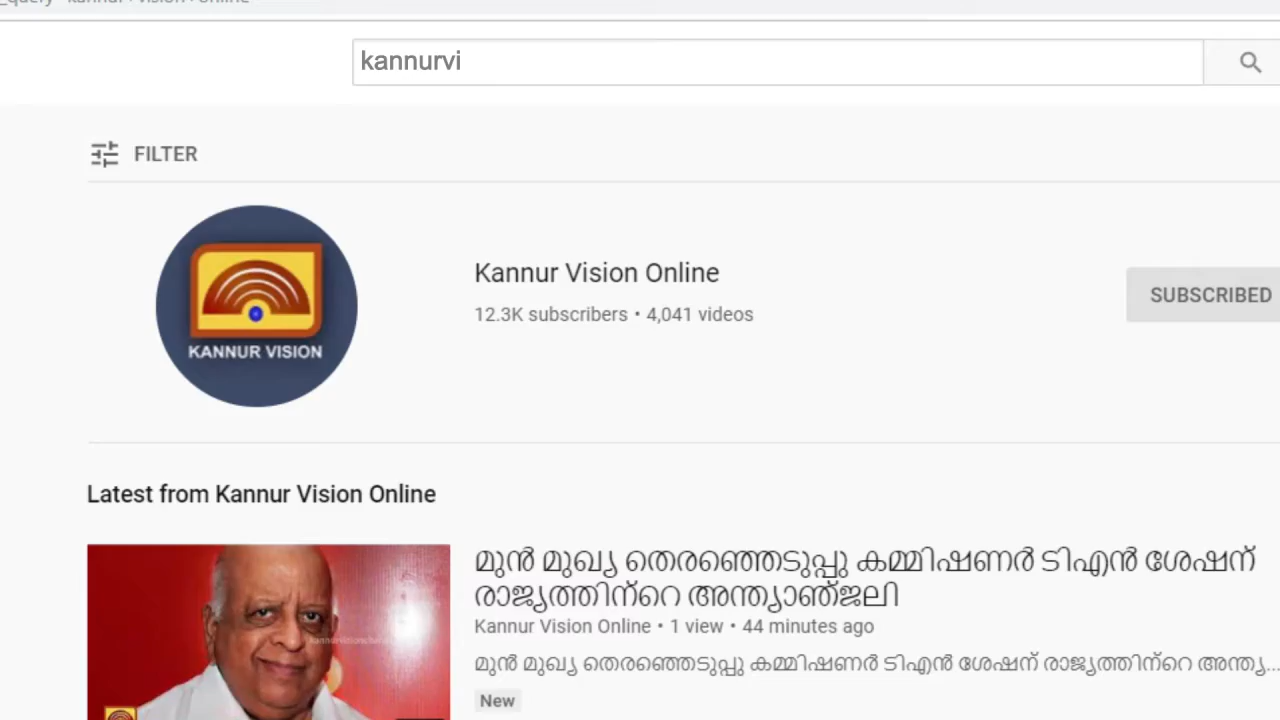 kannurvi
FILTER
KANNUR VISION
Kannur Vision Online
12.3K subscribers • 4,041 videos
SUBSCRIBED
Latest from Kannur Vision Online
മുൻ മുഖ്യ തെരഞ്ഞെടുപ്പു കമ്മിഷണർ ടിഎൻ ശേഷന്
രാജ്യത്തിന്റെ അന്ത്യാഞ്ജലി
Kannur Vision Online • 1 view • 44 minutes ago
മുൻ മുഖ്യ തെരഞ്ഞെടുപ്പു കമ്മിഷണർ ടിഎൻ ശേഷന് രാജ്യത്തിന്റെ അന്ത്യ...
New